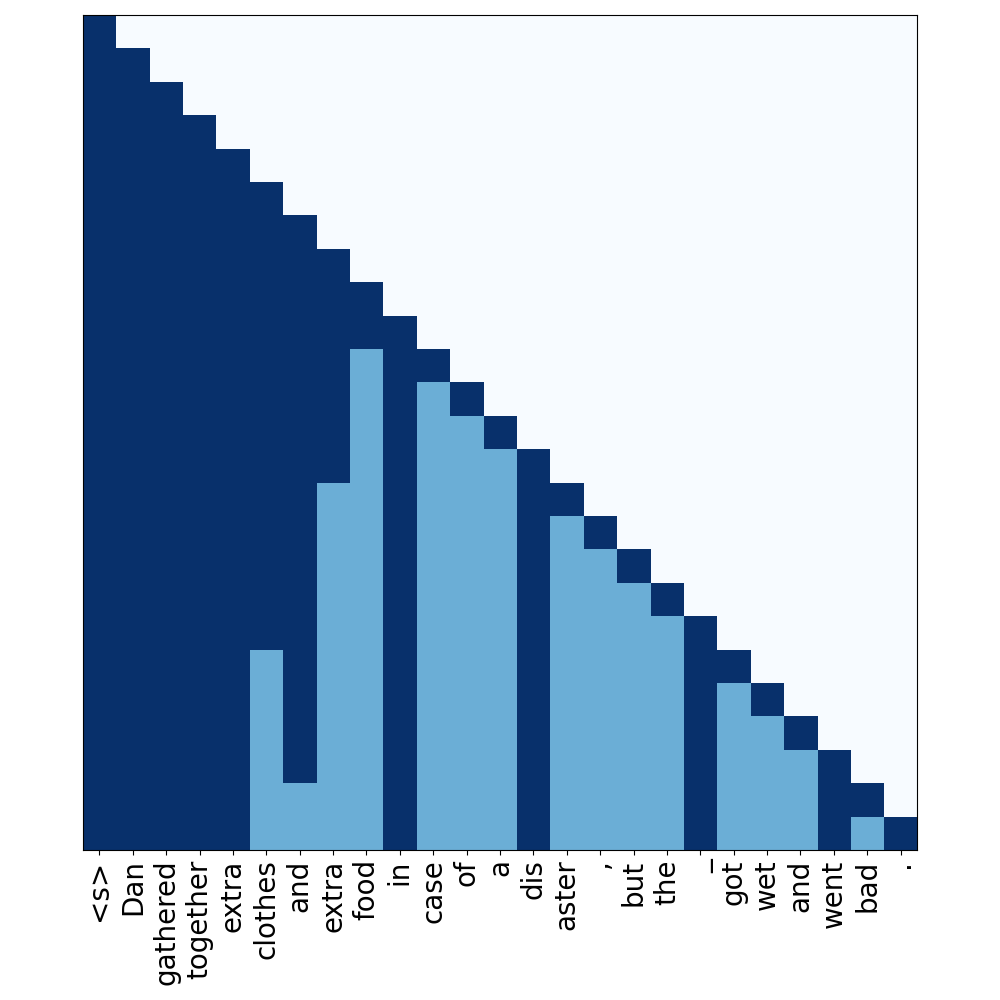 <s>
Dan
gathered
together
extra
clothes
and
extra
food
in
case
of
a
dis
aster
,
but
the
_
got
wet
and
went
bad
.